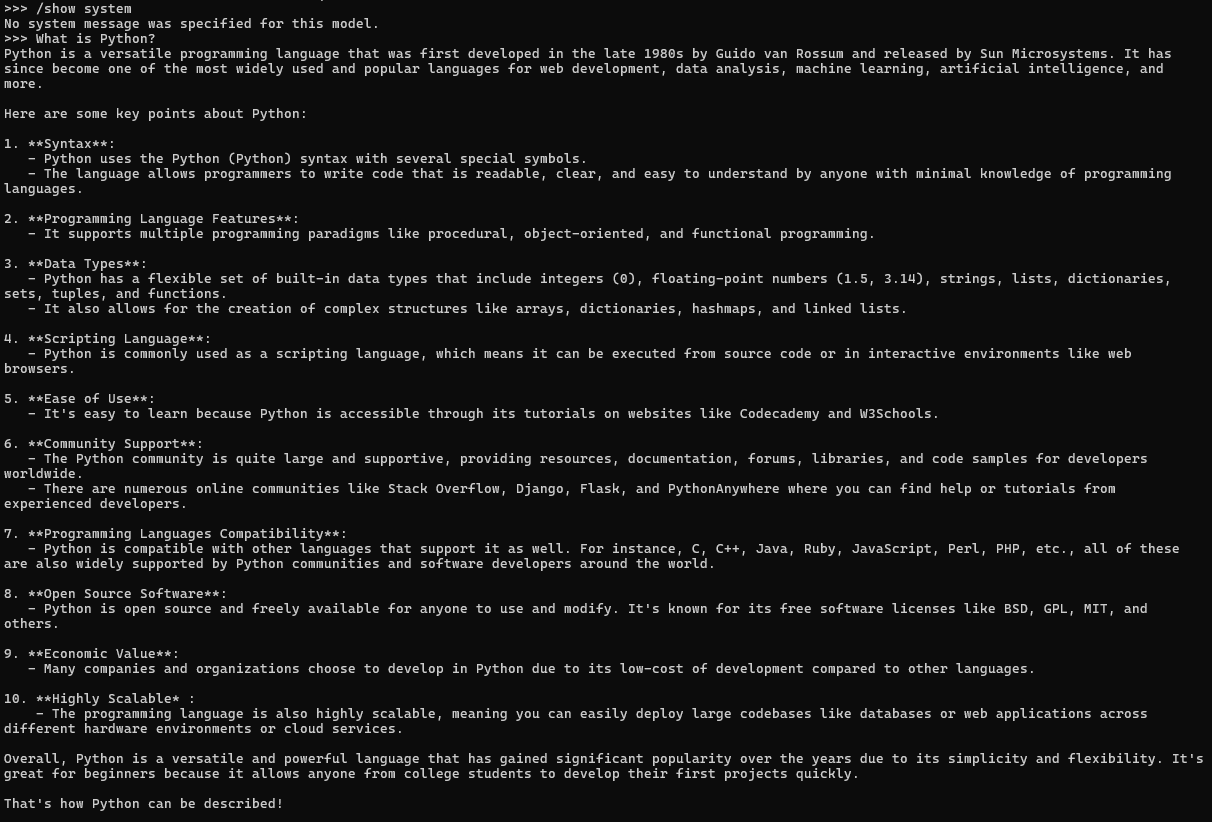 >>> /show system
No system message was specified for this model.
>>> What is Python?
Python is a versatile programming language that was first developed in the late 1980s by Guido van Rossum and released by Sun Microsystems. It has
since become one of the most widely used and popular languages for web development, data analysis, machine learning, artificial intelligence, and
more.

Here are some key points about Python:

1. **Syntax**:
   - Python uses the Python (Python) syntax with several special symbols.
   - The language allows programmers to write code that is readable, clear, and easy to understand by anyone with minimal knowledge of programming
languages.

2. **Programming Language Features**:
   - It supports multiple programming paradigms like procedural, object-oriented, and functional programming.

3. **Data Types**:
   - Python has a flexible set of built-in data types that include integers (0), floating-point numbers (1.5, 3.14), strings, lists, dictionaries,
sets, tuples, and functions.
   - It also allows for the creation of complex structures like arrays, dictionaries, hashmaps, and linked lists.

4. **Scripting Language**:
   - Python is commonly used as a scripting language, which means it can be executed from source code or in interactive environments like web
browsers.

5. **Ease of Use**:
   - It's easy to learn because Python is accessible through its tutorials on websites like Codecademy and W3Schools.

6. **Community Support**:
   - The Python community is quite large and supportive, providing resources, documentation, forums, libraries, and code samples for developers
worldwide.
   - There are numerous online communities like Stack Overflow, Django, Flask, and PythonAnywhere where you can find help or tutorials from
experienced developers.

7. **Programming Languages Compatibility**:
   - Python is compatible with other languages that support it as well. For instance, C, C++, Java, Ruby, JavaScript, Perl, PHP, etc., all of these
are also widely supported by Python communities and software developers around the world.

8. **Open Source Software**:
   - Python is open source and freely available for anyone to use and modify. It's known for its free software licenses like BSD, GPL, MIT, and
others.

9. **Economic Value**:
   - Many companies and organizations choose to develop in Python due to its low-cost of development compared to other languages.

10. **Highly Scalable* :
    - The programming language is also highly scalable, meaning you can easily deploy large codebases like databases or web applications across
different hardware environments or cloud services.

Overall, Python is a versatile and powerful language that has gained significant popularity over the years due to its simplicity and flexibility. It's
great for beginners because it allows anyone from college students to develop their first projects quickly.

That's how Python can be described!